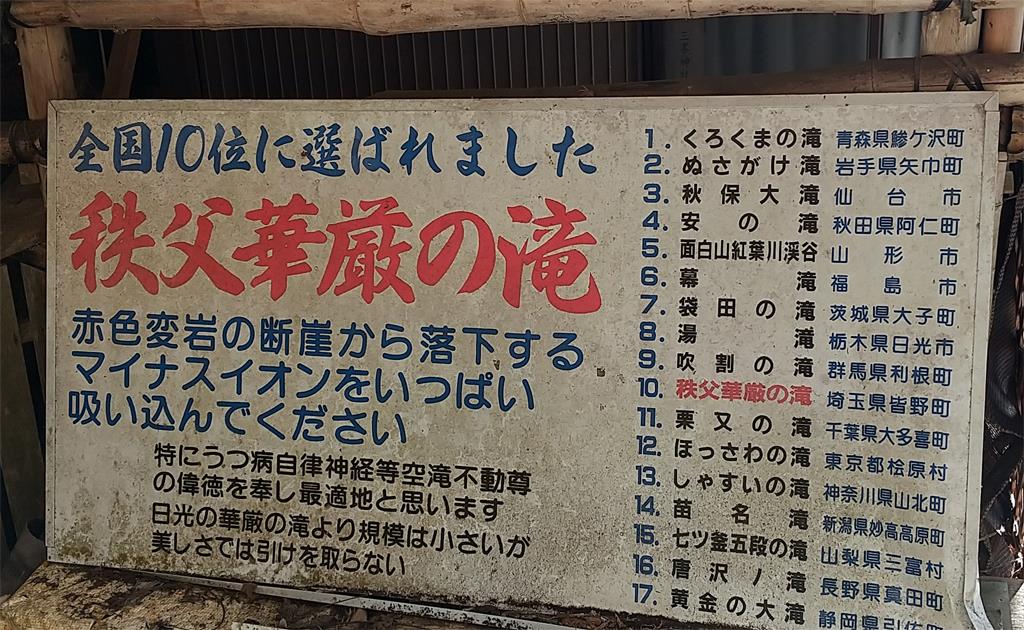 全国10位に選ばれました
秩父華厳の滝
赤色変岩の断崖から落下する
マイナスイオンをいつぱい
吸い込んでください
特にうつ病自律神経等空滝不動尊
の偉徳を奉し最適地と思います
日光の華厳の滝より規模は小さいが
美しさでは引けを取らない
1. くろくまの滝 青森県鰺ケ沢町
2. ぬさがけ滝 岩手県矢巾町
3. 秋保大滝 仙台市
4. 安の滝 秋田県阿仁町
5. 面白山紅葉川渓谷 山形市
6. 幕滝 福島市
7. 袋田の滝 茨城県大子町
8. 湯滝 栃木県日光市
9. 吹割の滝 群馬県利根町
10. 秩父華厳の滝 埼玉県皆野町
11. 粟又の滝 千葉県大多喜町
12. ほっさわの滝 東京都桧原村
13. しゃすいの滝 神奈川県山北町
14. 苗名滝 新潟県妙高高原町
15. 七ツ釜五段の滝 山梨県三富村
16. 唐沢ノ滝 長野県真田町
17. 黄金の大滝 静岡県引佐町